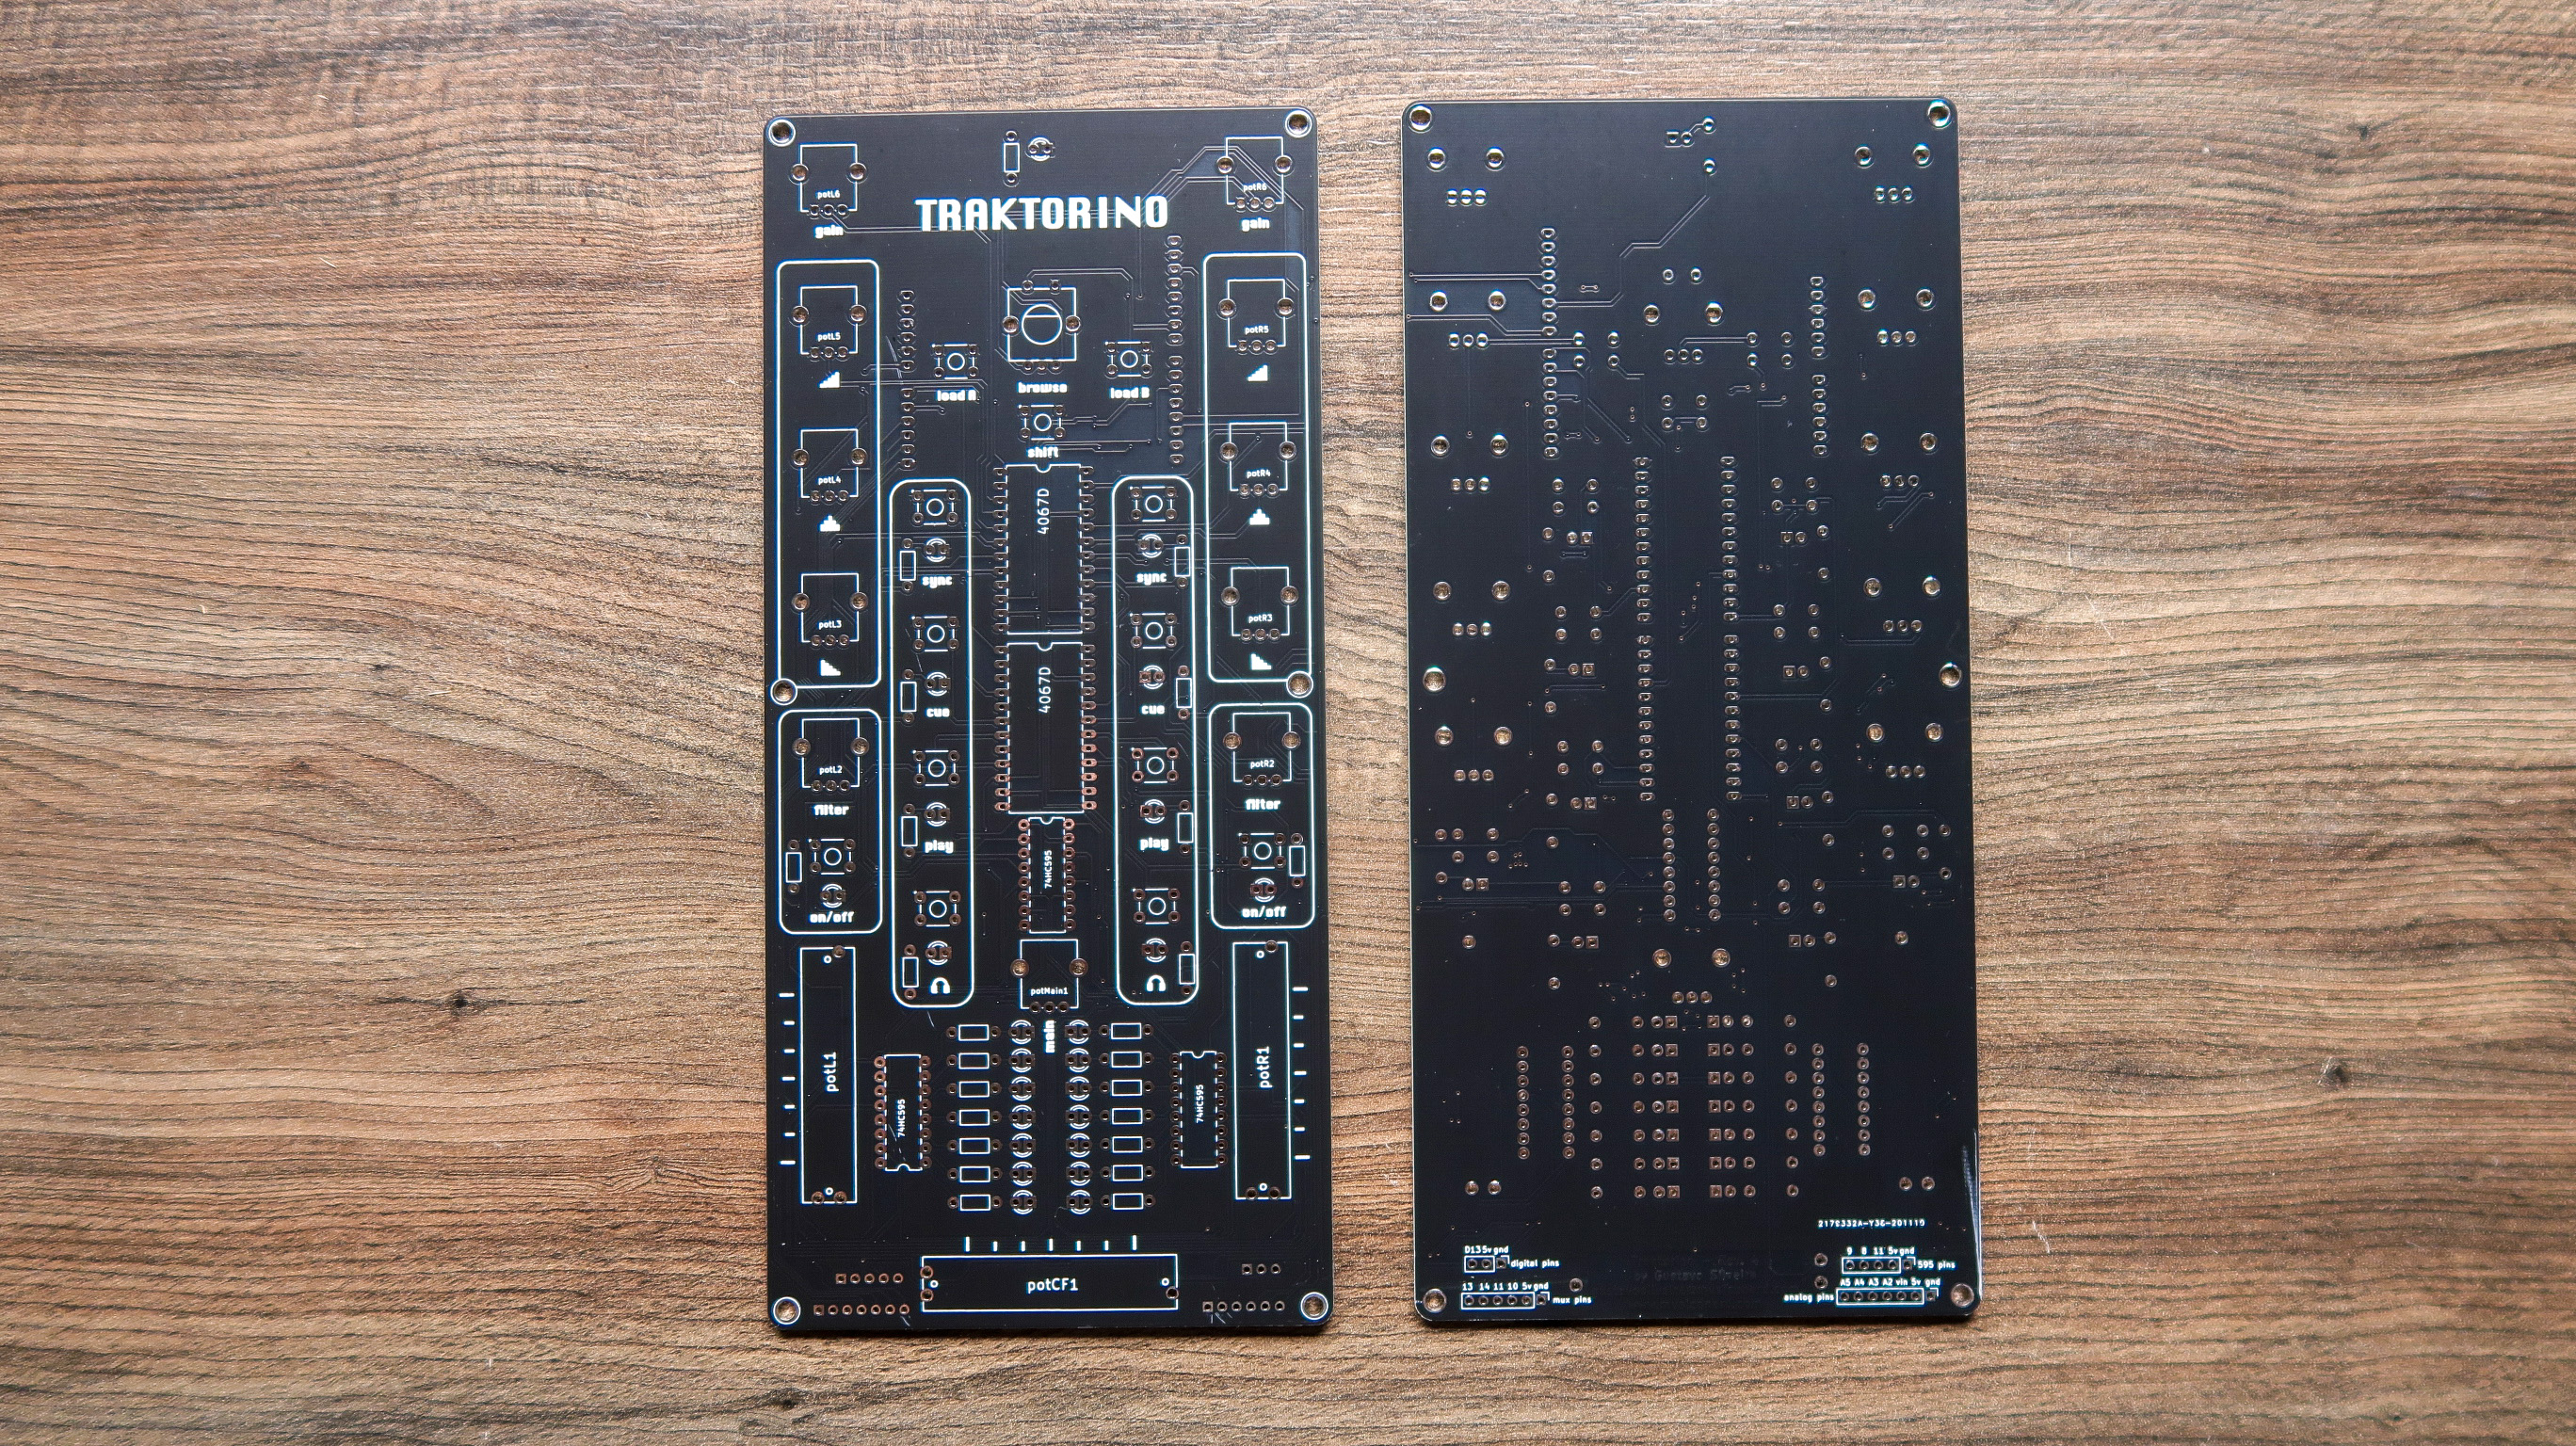 potL6
potR6
TRAKTORINO
gain
gain
potL5
potR5
load A
browse
load B
shift
potL4
potR4
4067D
sync
sync
potL3
potR3
4067D
cue
cue
potL2
potR2
filter
filter
play
play
74HC595
on/off
on/off
potMain1
main
potL1
potR1
74HC595
74HC595
potCF1
2179332A-Y36-201119
D13 5v gnd
digital pins
13 14 11 10 5v gnd
mux pins
9 8 11 5v gnd
595 pins
A5 A4 A3 A2 vin 5v gnd
analog pins